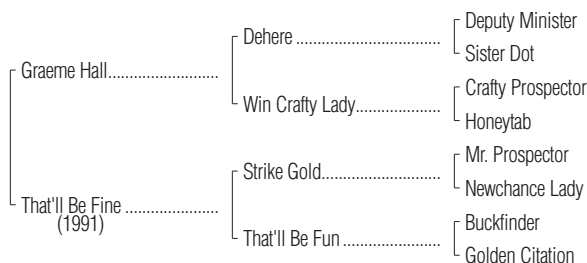 Deputy Minister
Dehere
Sister Dot
Graeme Hall
Crafty Prospector
Win Crafty Lady
Honeytab
Mr. Prospector
Strike Gold
Newchance Lady
That'll Be Fine
(1991)
Buckfinder
That'll Be Fun
Golden Citation